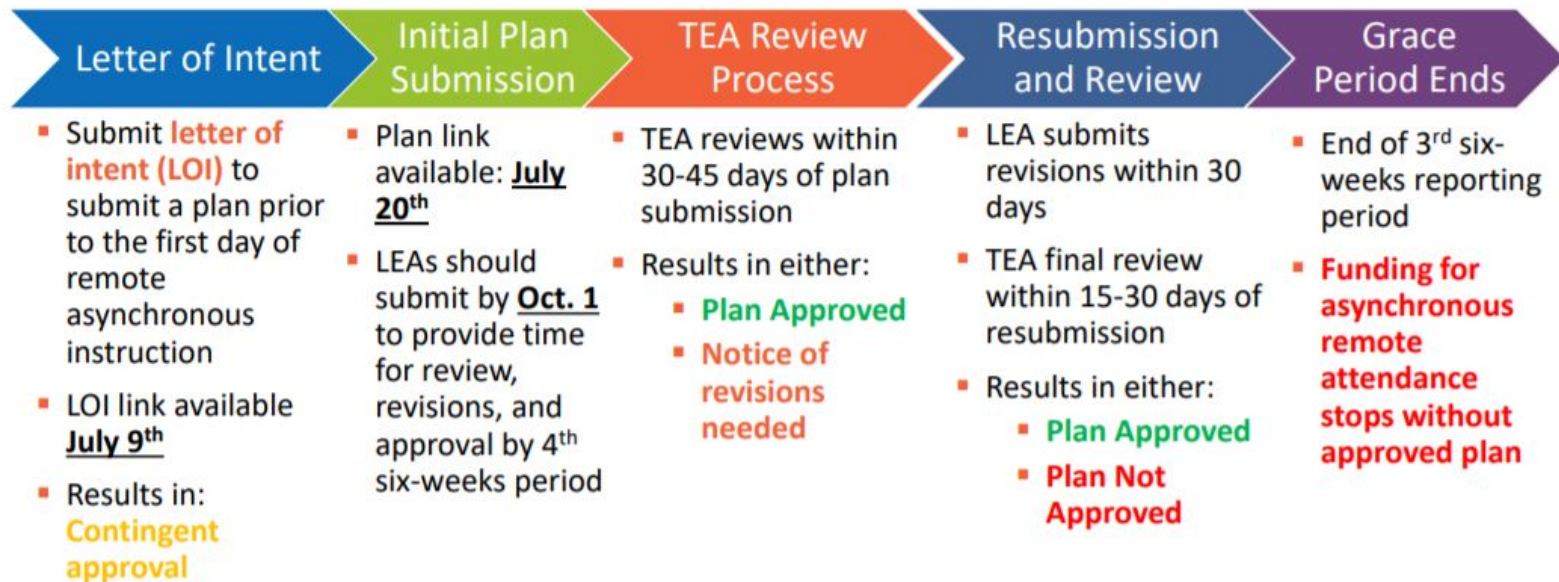 Letter of Intent
▪ Submit letter of
intent (LOI) to
submit a plan prior
to the first day of
remote
asynchronous
instruction
▪ LOI link available
July 9th
▪ Results in:
Contingent
approval
Initial Plan
Submission
▪ Plan link
available: July
20th
▪ LEAs should
submit by Oct. 1
to provide time
for review,
revisions, and
approval by 4th
six-weeks period
TEA Review
Process
▪ TEA reviews within
30-45 days of plan
submission
▪ Results in either:
▪ Plan Approved
▪ Notice of
revisions
needed
Resubmission
and Review
▪ LEA submits
revisions within 30
days
▪ TEA final review
within 15-30 days of
resubmission
▪ Results in either:
▪ Plan Approved
▪ Plan Not
Approved
Grace
Period Ends
▪ End of 3rd six-
weeks reporting
period
▪ Funding for
asynchronous
remote
attendance
stops without
approved plan